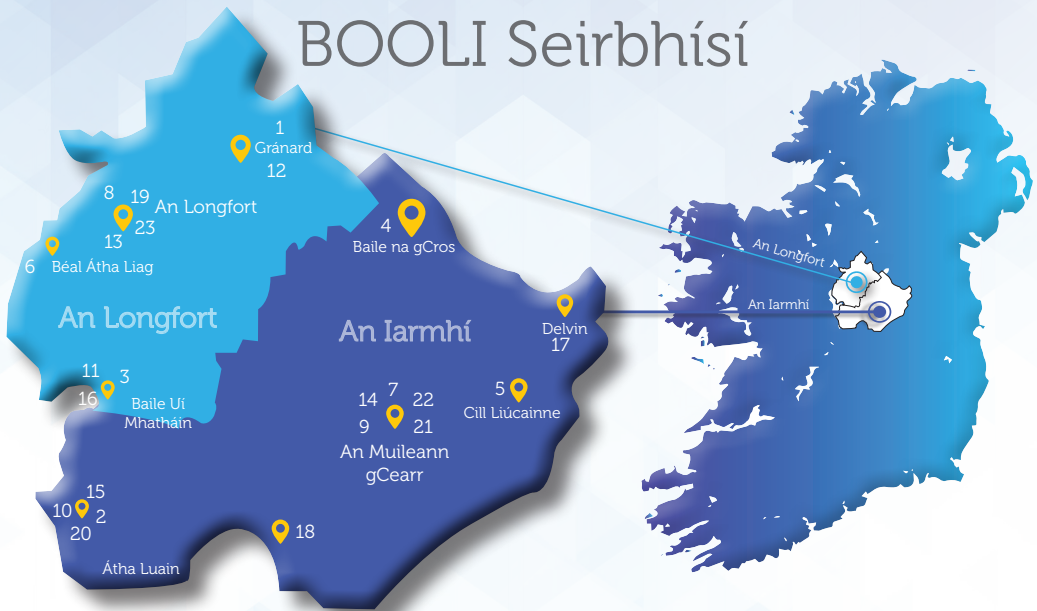 BOOLI Seirbhísí
1
Gránard
12
8 19
An Longfort
13 23
6 Béal Átha Liag
An Longfort
11 3
16
Baile Uí
Mhatháin
4
Baile na gCros
An Iarmhí
Delvin
17
5
Cill Liúcainne
7
14 22
9 21
An Muileann
gCearr
15
10 2
20
Átha Luain
18
An Longfort
An Iarmhí